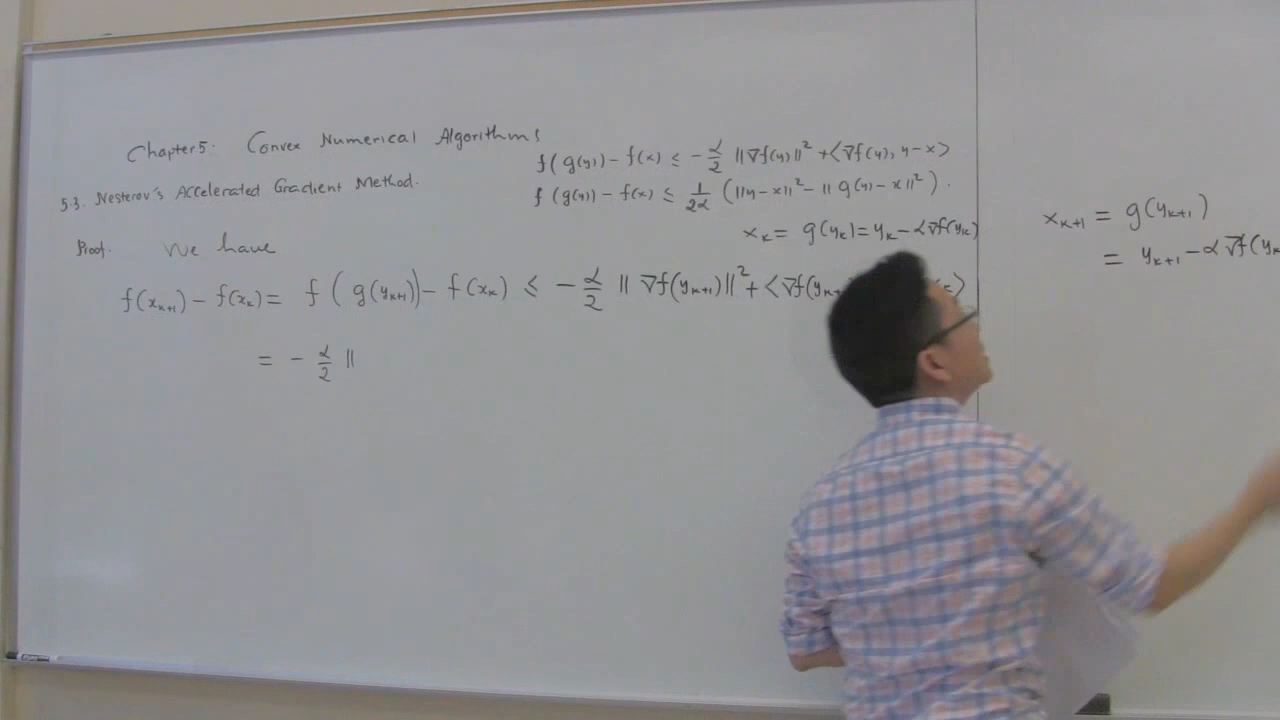 Chapter 5. Convex Numerical Algorithms
f(g(y)) - f(x) ≤ -α/2 ||∇f(y)||² + <∇f(y), y-x>
5.3. Nesterov's Accelerated Gradient Method.
f(g(y)) - f(x) ≤ 1/2α (||y-x||² - ||g(y)-x||²).
Proof. We have
x_k = g(y_k) = y_k - α∇f(y_k)
f(x_{k+1}) - f(x_k) = f(g(y_{k+1})) - f(x_k) ≤ -α/2 ||∇f(y_{k+1})||² + <∇f(y_{k+
= -α/2 ||
x_{k+1} = g(y_{k+1})
= y_{k+1} - α∇f(y_k